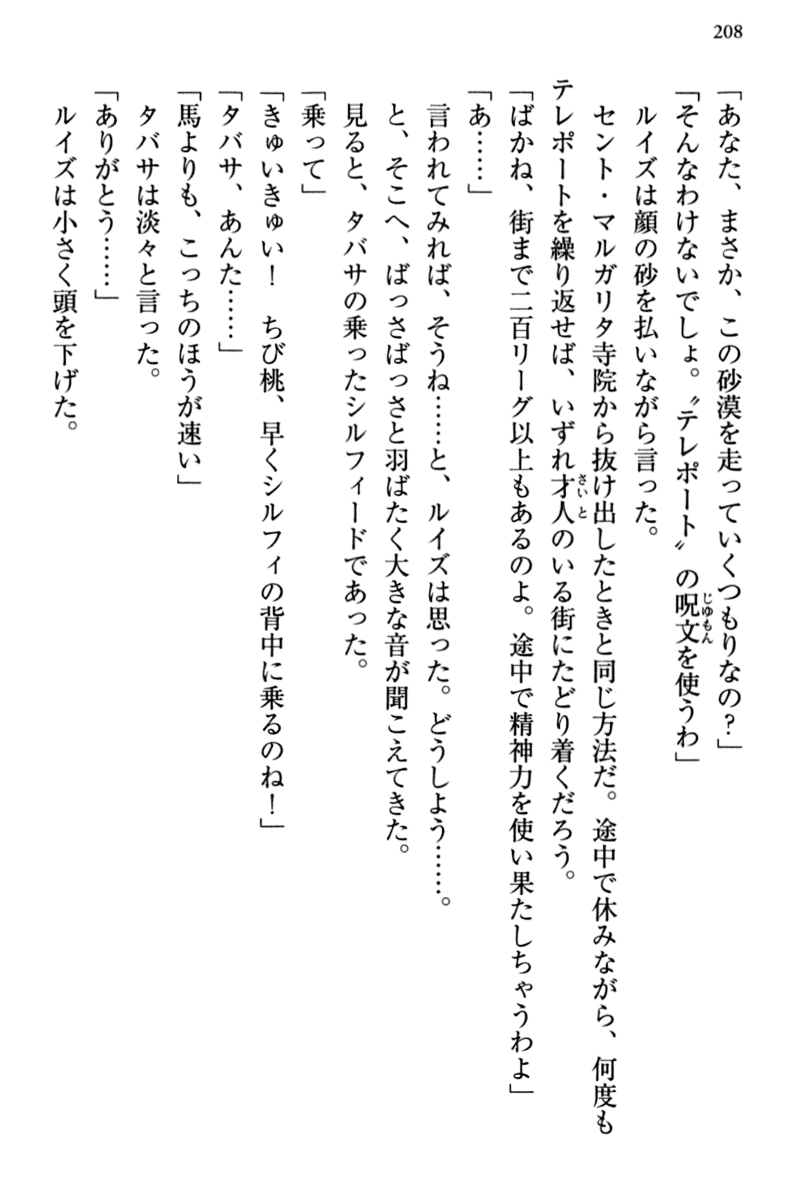 208
「あなた、まさか、この砂漠を走っていくつもりなの？」
「そんなわけないでしょ。〝テレポート〟の呪文を使うわ」
ルイズは顔の砂を払いながら言った。
セント・マルガリタ寺院から抜け出したときと同じ方法だ。途中で休みながら、何度も
テレポートを繰り返せば、いずれ才人のいる街にたどり着くだろう。
「ばかね、街まで二百リーグ以上もあるのよ。途中で精神力を使い果たしちゃうわよ」
「あ……」
言われてみれば、そうね……と、ルイズは思った。どうしよう……。
と、そこへ、ばっさばっさと羽ばたく大きな音が聞こえてきた。
見ると、タバサの乗ったシルフィードであった。
「乗って」
「きゅいきゅい！　ちび桃、早くシルフィの背中に乗るのね！」
「タバサ、あんた……」
「馬よりも、こっちのほうが速い」
タバサは淡々と言った。
「ありがとう……」
ルイズは小さく頭を下げた。